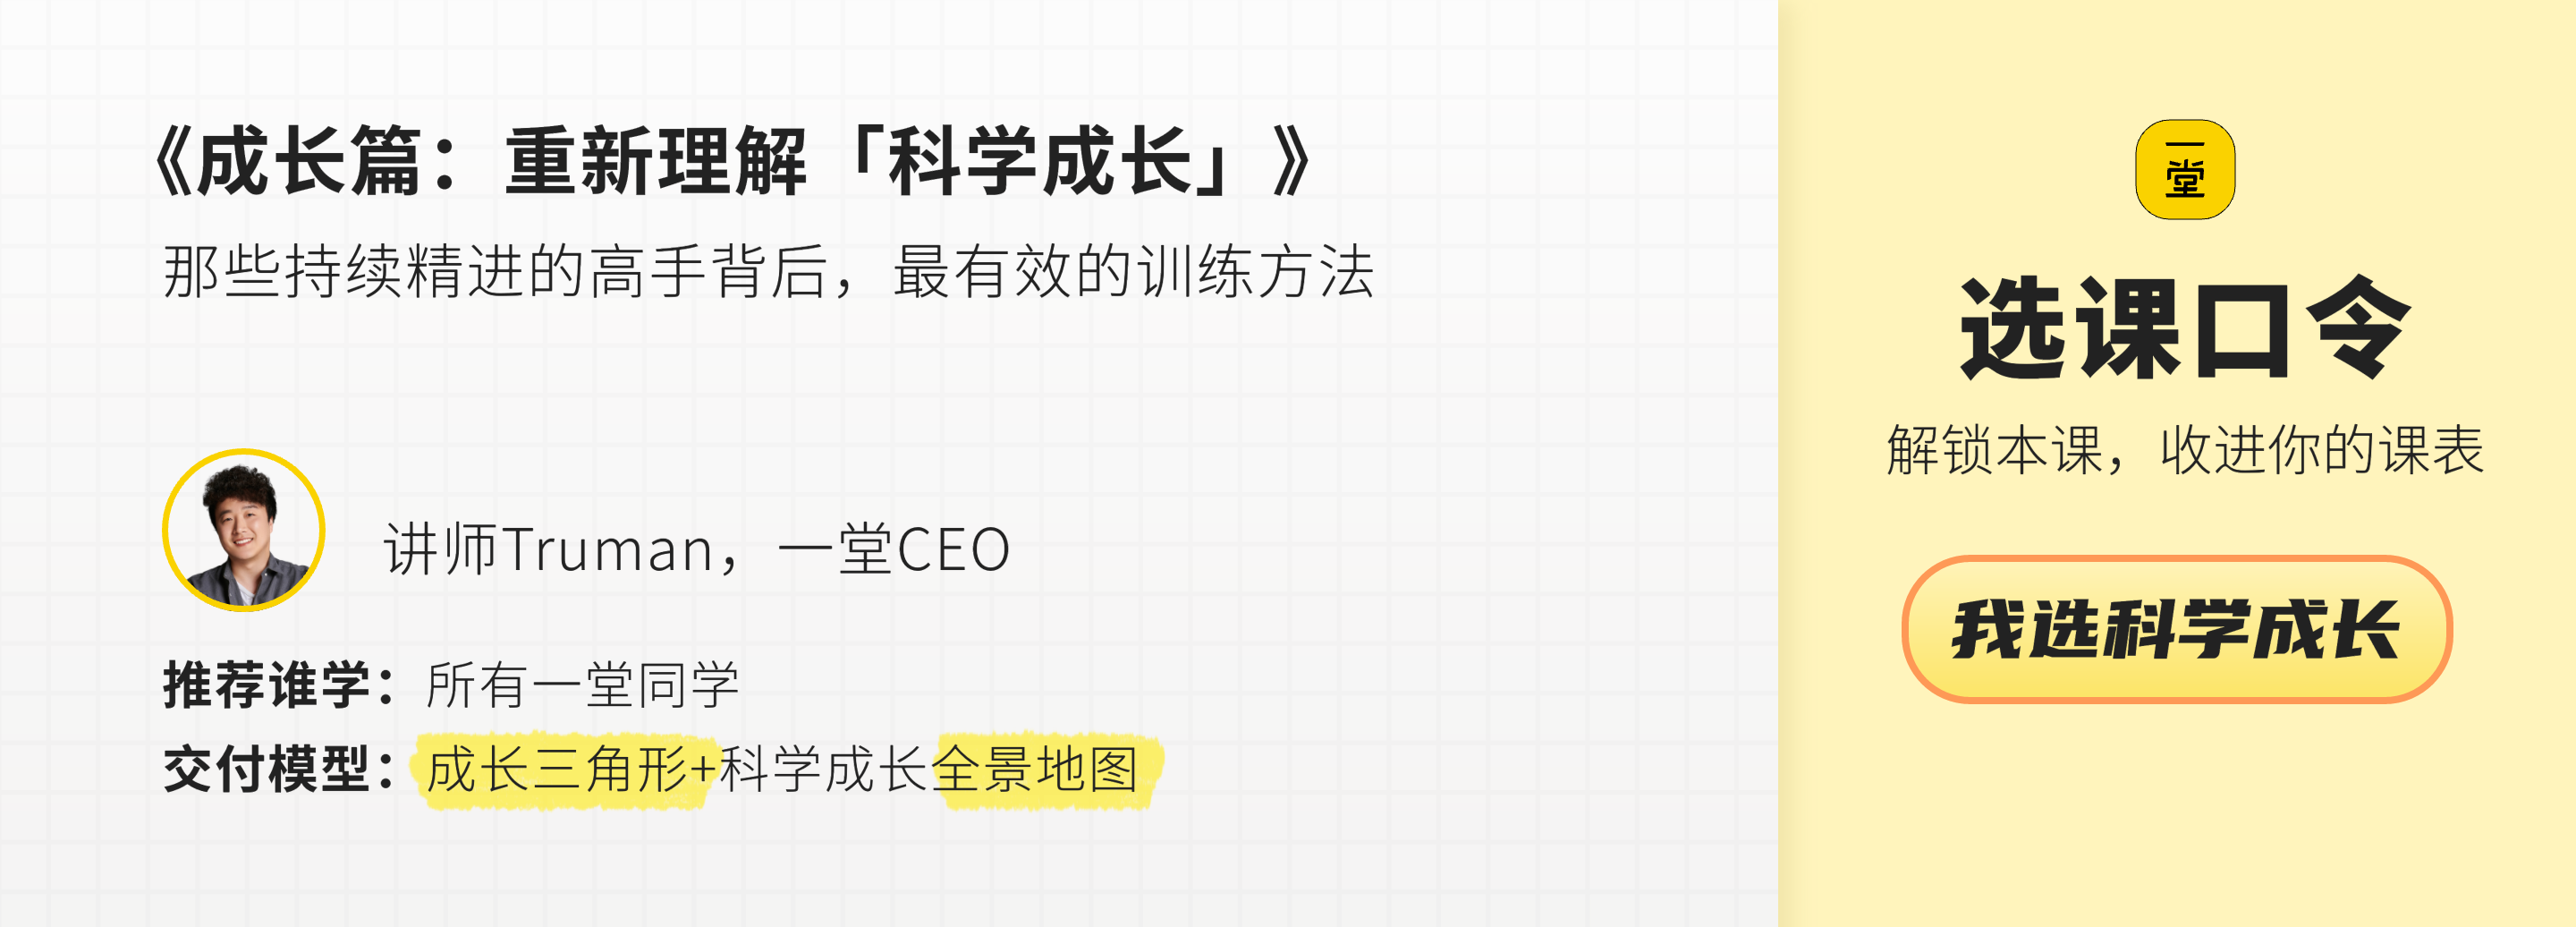 《成长篇：重新理解「科学成长」》
那些持续精进的高手背后，最有效的训练方法
讲师Truman，一堂CEO
推荐谁学：所有一堂同学
交付模型：成长三角形+科学成长全景地图
一
堂
选课口令
解锁本课，收进你的课表
我选科学成长